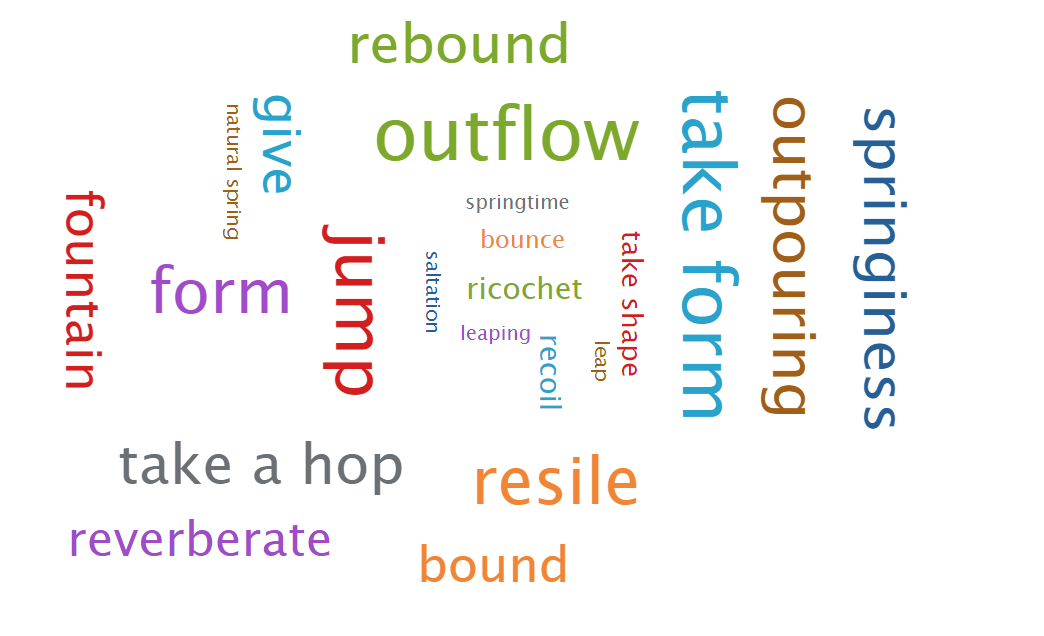 rebound
outflow
give
natural spring
take form
outpouring
springiness
springtime
fountain
bounce
take shape
jump
form
saltation
ricochet
leaping
recoil
leap
take a hop
resile
reverberate
bound